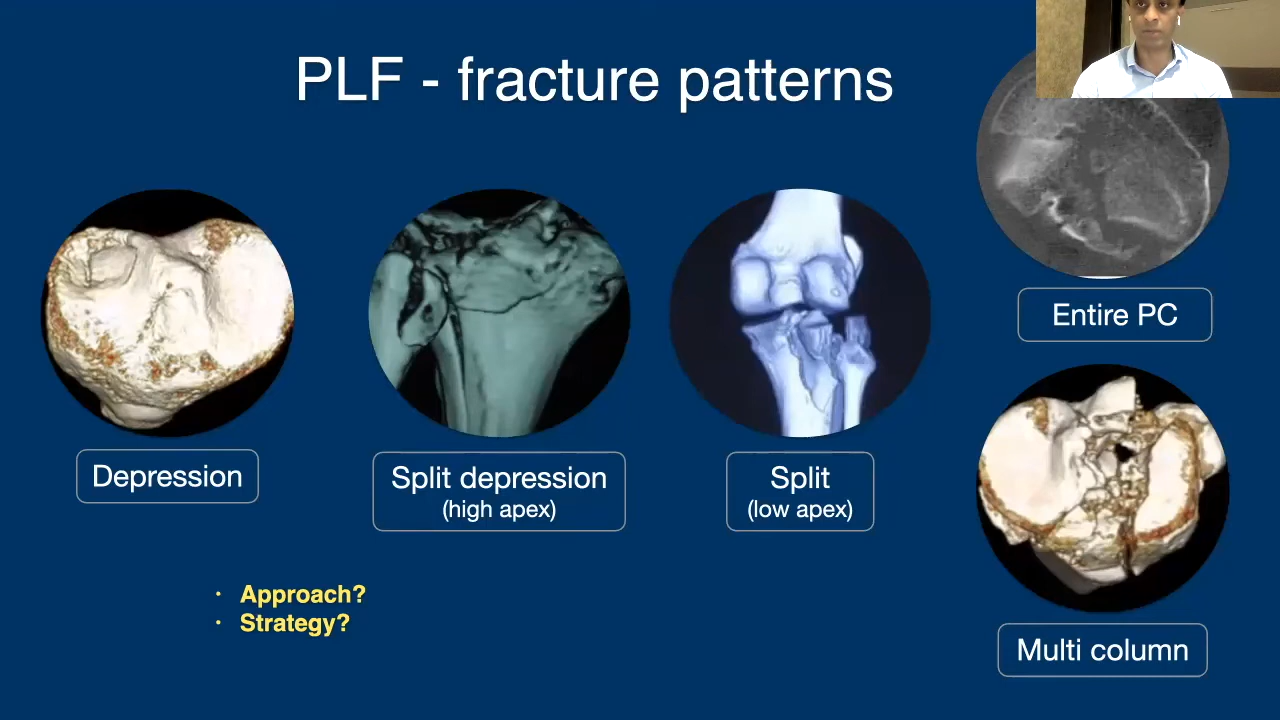 PLF - fracture patterns
Depression
Split depression
(high apex)
Split
(low apex)
Entire PC
Multi column
· Approach?
· Strategy?